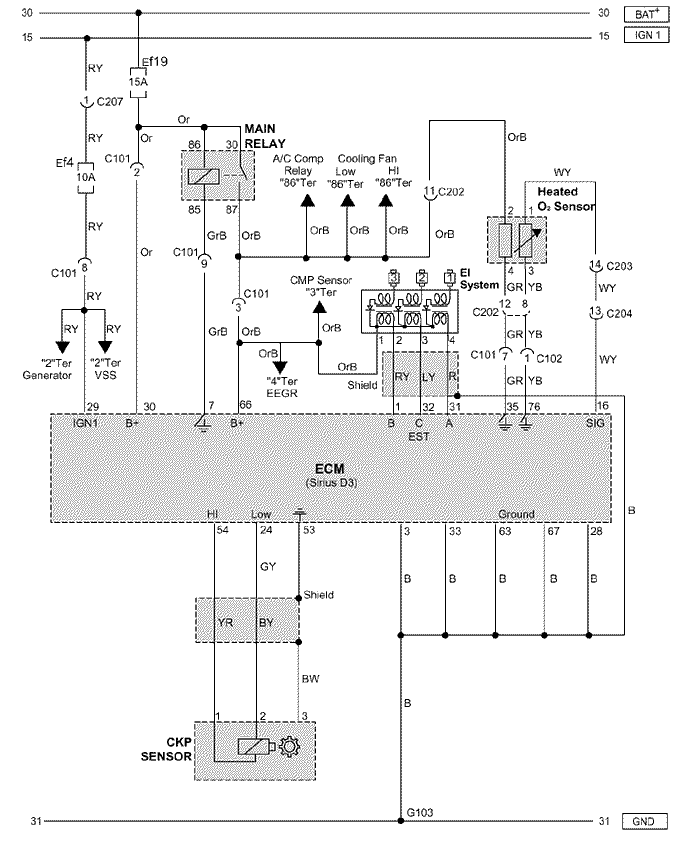 30 30 BAT+
15 15 IGN 1
RY Ef19
15A
1 C207
Or MAIN
RELAY
RY Or 86 30 OrB
Ef4 C101 A/C Comp Cooling Fan WY
10A 2 Relay Low HI
"86"Ter "86"Ter "86"Ter 11 C202 Heated
O₂ Sensor
85 87 2 1
RY GrB OrB OrB OrB OrB OrB
C101 8 Or C101 9 4 3 14 C203
CMP Sensor 3 2 1 EI
System GR YB WY
RY C101 3 "3"Ter 12 8
C202 13 C204
RY RY GrB OrB OrB 1 2 3 4 GR YB
OrB OrB C101 7 1 C102 WY
"2"Ter "2"Ter "4"Ter Shield RY LY R
Generator VSS EEGR GR YB
29 30 7 66 1 32 31 35 76 16
IGN1 B+ B+ B C A SIG
EST
ECM
(Sirius D3)
HI Low Ground
54 24 53 3 33 63 67 28
B
GY
B B B B B
Shield
YR BY
BW
B
1 2 3
CKP
SENSOR
G103
31 31 GND